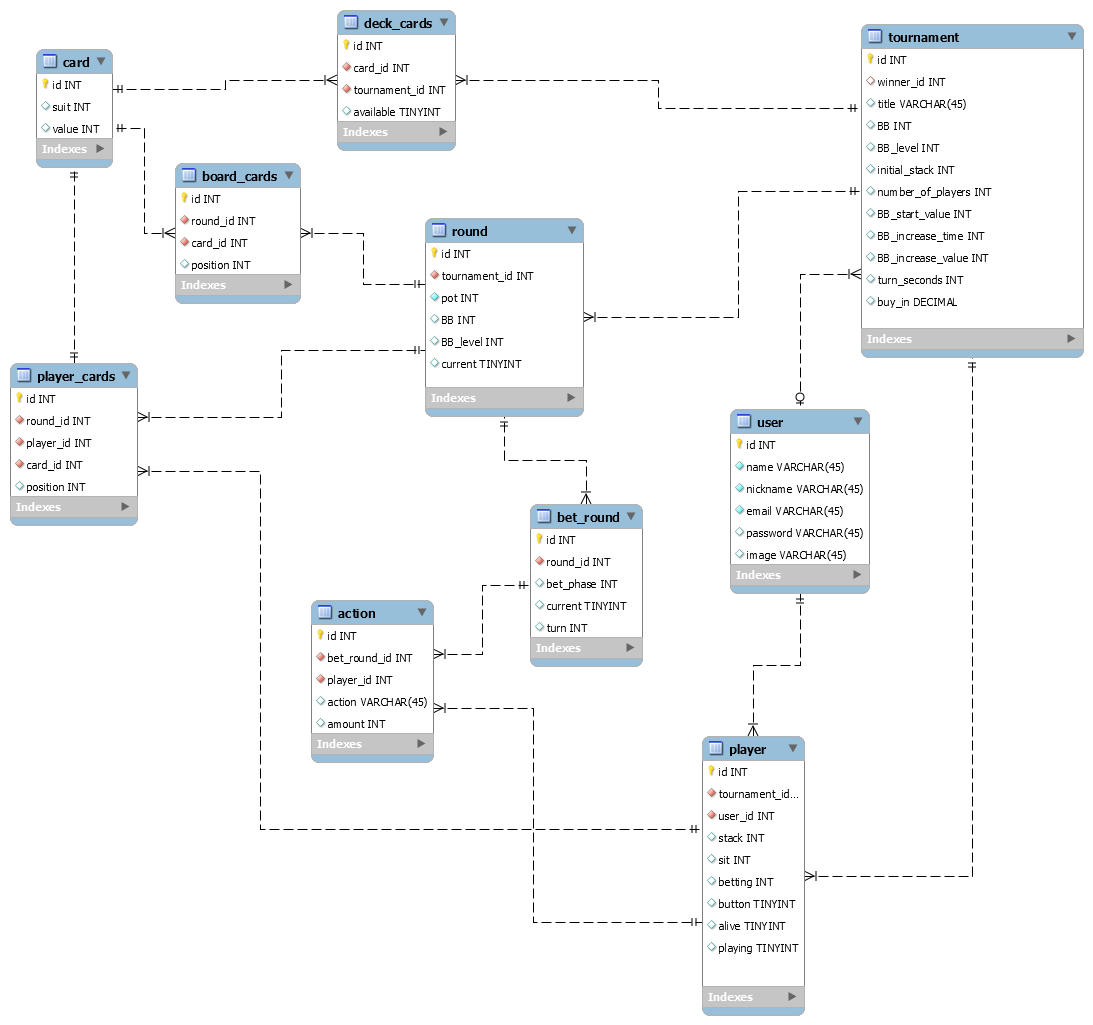 deck_cards
id INT
card_id INT
tournament_id INT
available TINYINT
Indexes
tournament
id INT
winner_id INT
title VARCHAR(45)
BB INT
BB_level INT
initial_stack INT
number_of_players INT
BB_start_value INT
BB_increase_time INT
BB_increase_value INT
turn_seconds INT
buy_in DECIMAL
Indexes
card
id INT
suit INT
value INT
Indexes
board_cards
id INT
round_id INT
card_id INT
position INT
Indexes
round
id INT
tournament_id INT
pot INT
BB INT
BB_level INT
current TINYINT
Indexes
player_cards
id INT
round_id INT
player_id INT
card_id INT
position INT
Indexes
user
id INT
name VARCHAR(45)
nickname VARCHAR(45)
email VARCHAR(45)
password VARCHAR(45)
image VARCHAR(45)
Indexes
bet_round
id INT
round_id INT
bet_phase INT
current TINYINT
turn INT
Indexes
action
id INT
bet_round_id INT
player_id INT
action VARCHAR(45)
amount INT
Indexes
player
id INT
tournament_id...
user_id INT
stack INT
sit INT
betting INT
button TINYINT
alive TINYINT
playing TINYINT
Indexes